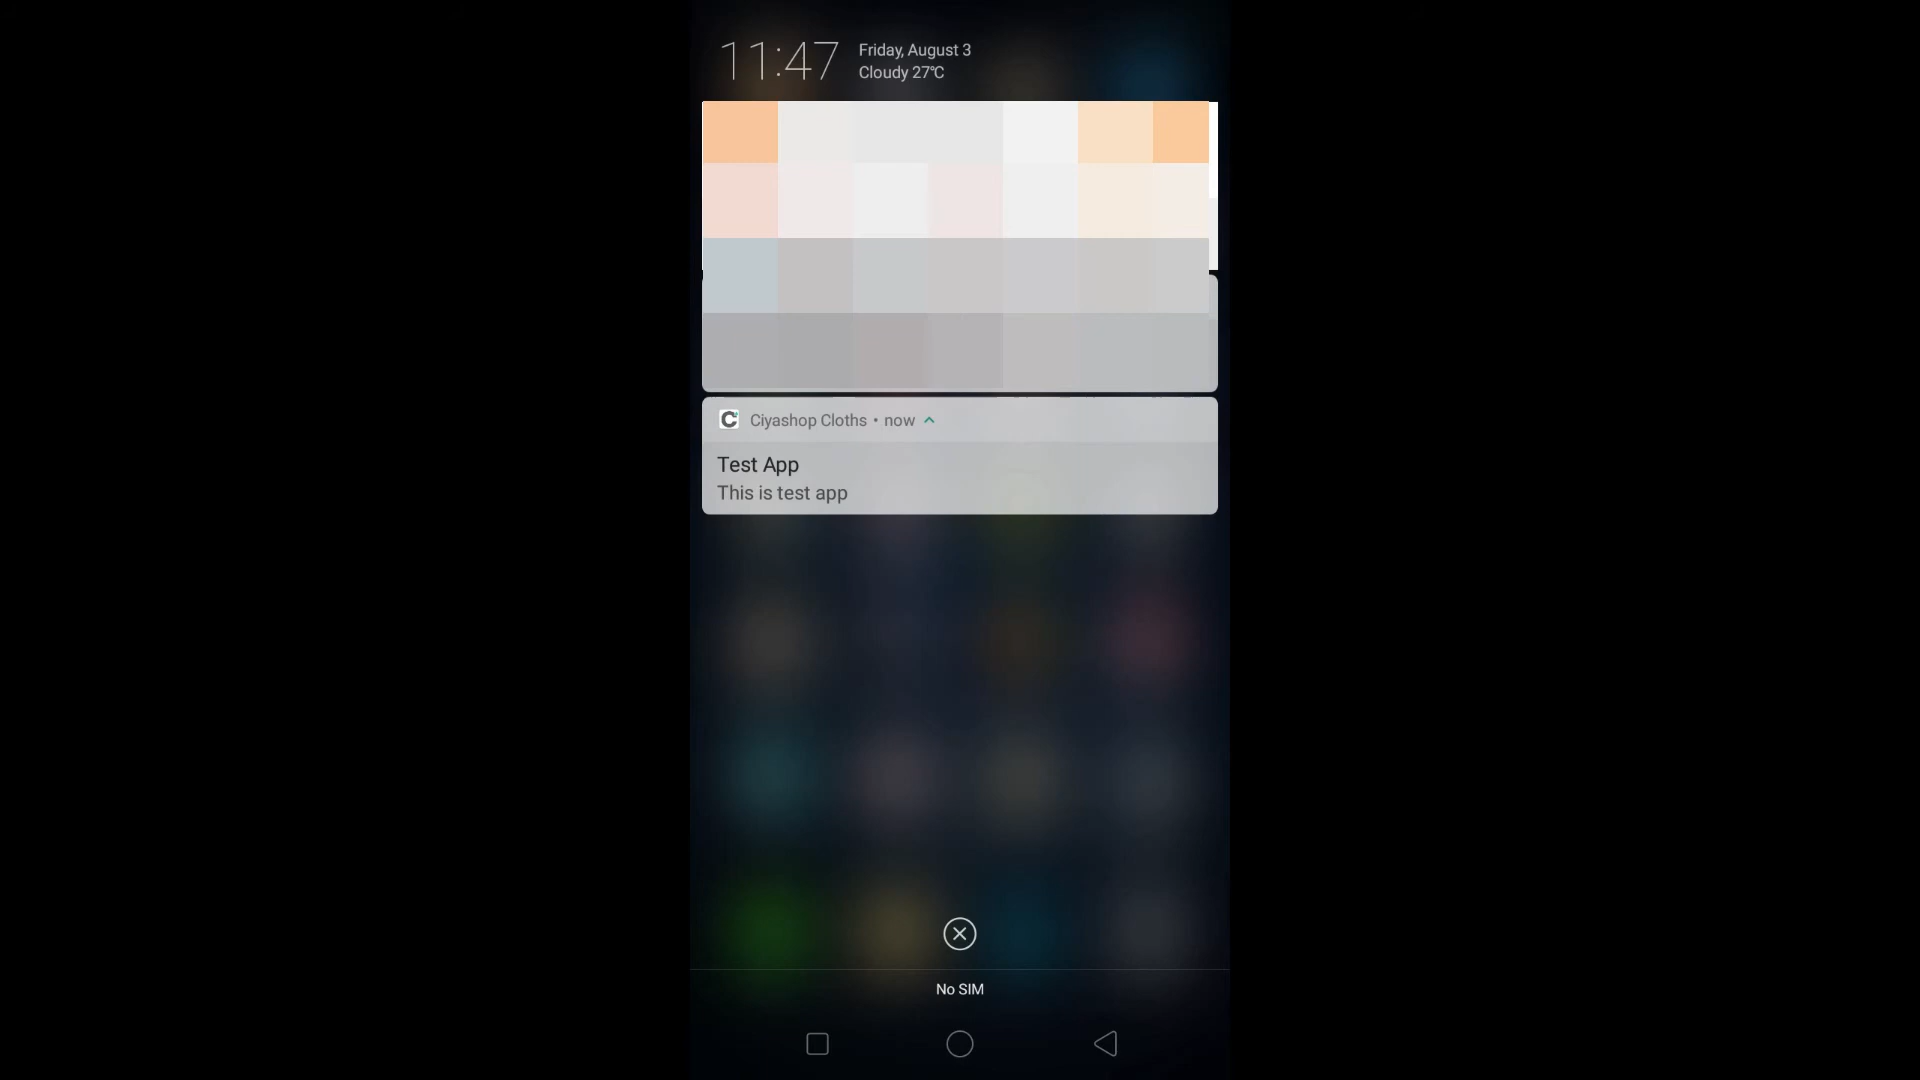 11:47
Friday, August 3
Cloudy 27℃
Ciyashop Cloths • now
Test App
This is test app
No SIM